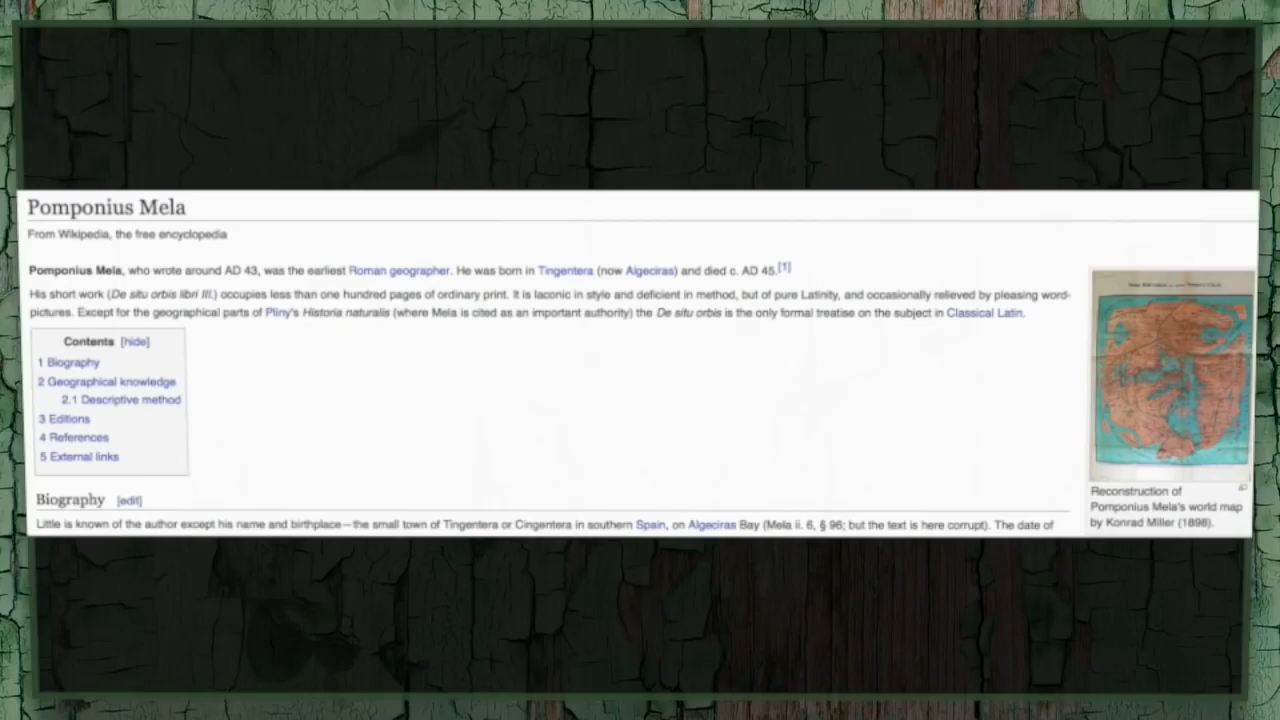 Pomponius Mela
From Wikipedia, the free encyclopedia
Pomponius Mela, who wrote around AD 43, was the earliest Roman geographer. He was born in Tingentera (now Algeciras) and died c. AD 45.[1]
His short work (De situ orbis libri III.) occupies less than one hundred pages of ordinary print. It is laconic in style and deficient in method, but of pure Latinity, and occasionally relieved by pleasing word-
pictures. Except for the geographical parts of Pliny's Historia naturalis (where Mela is cited as an important authority) the De situ orbis is the only formal treatise on the subject in Classical Latin.
Contents [hide]
1 Biography
2 Geographical knowledge
2.1 Descriptive method
3 Editions
4 References
5 External links
Reconstruction of
Pomponius Mela's world map
by Konrad Miller (1898).
Biography [edit]
Little is known of the author except his name and birthplace—the small town of Tingentera or Cingentera in southern Spain, on Algeciras Bay (Mela ii. 6, § 96; but the text is here corrupt). The date of